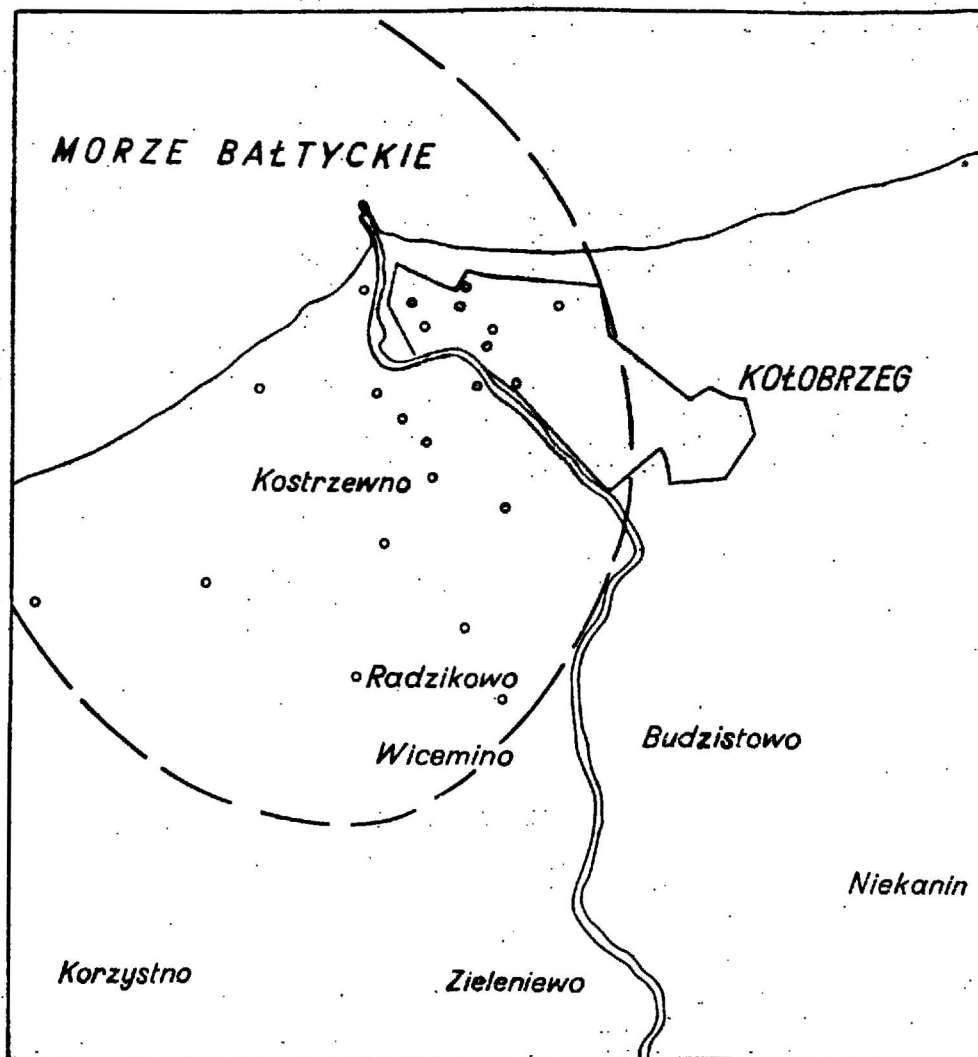 MORZE BAŁTYCKIE
KOŁOBRZEG
Kostrzewno
Radzikowo
Wicemino
Budzistowo
Niekanin
Korzystno
Zieleniewo